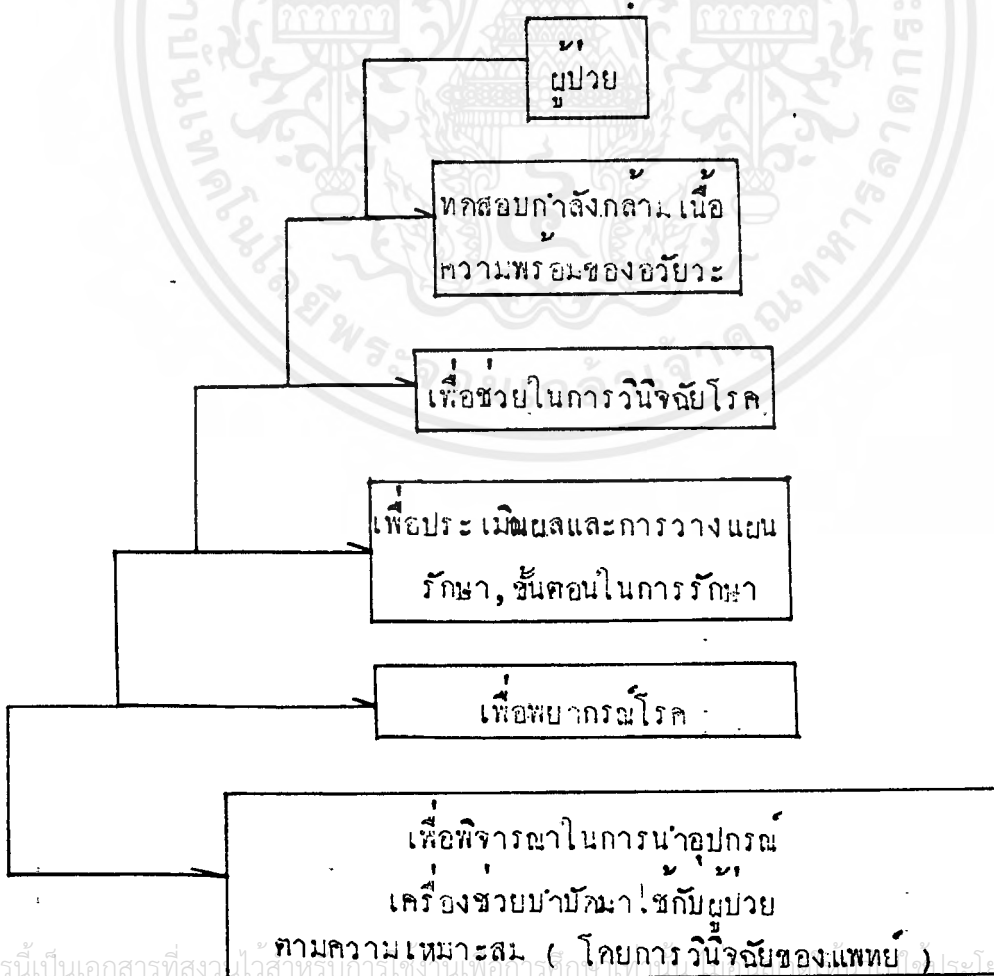 ผู้ป่วย
ทดสอบกำลังกล้ามเนื้อ
ความพร้อมของอวัยวะ
เพื่อช่วยในการวินิจฉัยโรค
เพื่อประเมินผลและการวางแผน
รักษา, ขั้นตอนในการรักษา
เพื่อพยากรณ์โรค
เพื่อพิจารณาในการนำอุปกรณ์
เครื่องช่วยบำบัดมาใช้กับผู้ป่วย
ตามความเหมาะสม ( โดยการวินิจฉัยของแพทย์ )